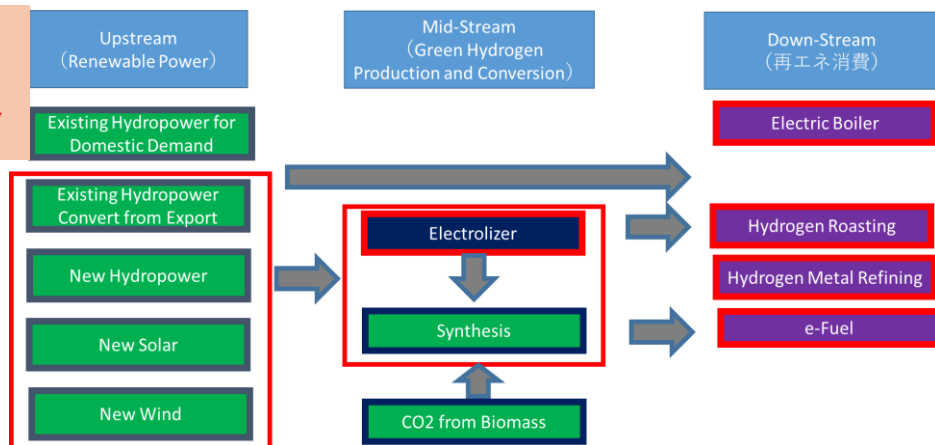 Upstream
（Renewable Power）
Mid-Stream
（Green Hydrogen
Production and Conversion）
Down-Stream
（再エネ消費）
Existing Hydropower for
Domestic Demand
Existing Hydropower
Convert from Export
New Hydropower
New Solar
New Wind
Electrolizer
Synthesis
CO2 from Biomass
Electric Boiler
Hydrogen Roasting
Hydrogen Metal Refining
e-Fuel